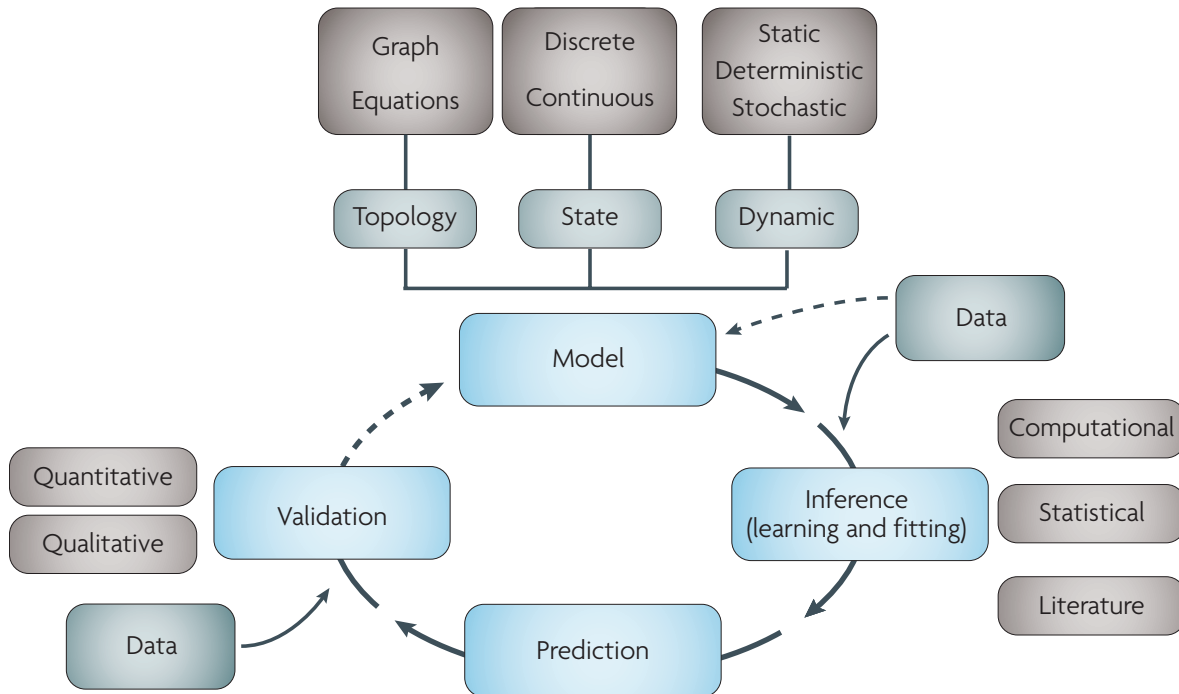 Graph
Equations
Discrete
Continuous
Static
Deterministic
Stochastic
Topology
State
Dynamic
Data
Model
Computational
Quantitative
Qualitative
Validation
Inference
(learning and fitting)
Statistical
Literature
Data
Prediction